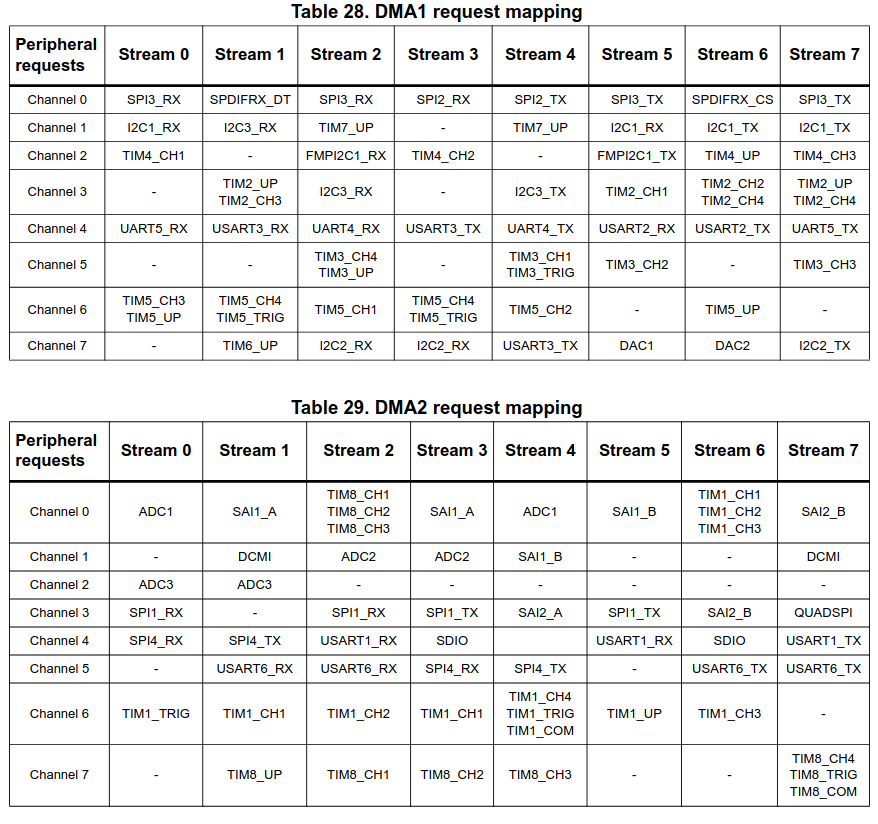 Table 28. DMA1 request mapping
Peripheral requests Stream 0 Stream 1 Stream 2 Stream 3 Stream 4 Stream 5 Stream 6 Stream 7
Channel 0 SPI3_RX SPDIFRX_DT SPI3_RX SPI2_RX SPI2_TX SPI3_TX SPDIFRX_CS SPI3_TX
Channel 1 I2C1_RX I2C3_RX TIM7_UP - TIM7_UP I2C1_RX I2C1_TX I2C1_TX
Channel 2 TIM4_CH1 - FMPI2C1_RX TIM4_CH2 - FMPI2C1_TX TIM4_UP TIM4_CH3
Channel 3 - TIM2_UP TIM2_CH3 I2C3_RX - I2C3_TX TIM2_CH1 TIM2_CH2 TIM2_CH4 TIM2_UP TIM2_CH4
Channel 4 UART5_RX USART3_RX UART4_RX USART3_TX UART4_TX USART2_RX USART2_TX UART5_TX
Channel 5 - - TIM3_CH4 TIM3_UP - TIM3_CH1 TIM3_TRIG TIM3_CH2 - TIM3_CH3
Channel 6 TIM5_CH3 TIM5_UP TIM5_CH4 TIM5_TRIG TIM5_CH1 TIM5_CH4 TIM5_TRIG TIM5_CH2 - TIM5_UP -
Channel 7 - TIM6_UP I2C2_RX I2C2_RX USART3_TX DAC1 DAC2 I2C2_TX
Table 29. DMA2 request mapping
Peripheral requests Stream 0 Stream 1 Stream 2 Stream 3 Stream 4 Stream 5 Stream 6 Stream 7
Channel 0 ADC1 SAI1_A TIM8_CH1 TIM8_CH2 TIM8_CH3 SAI1_A ADC1 SAI1_B TIM1_CH1 TIM1_CH2 TIM1_CH3 SAI2_B
Channel 1 - DCMI ADC2 ADC2 SAI1_B - - DCMI
Channel 2 ADC3 ADC3 - - - - - -
Channel 3 SPI1_RX - SPI1_RX SPI1_TX SAI2_A SPI1_TX SAI2_B QUADSPI
Channel 4 SPI4_RX SPI4_TX USART1_RX SDIO USART1_RX SDIO USART1_TX
Channel 5 - USART6_RX USART6_RX SPI4_RX SPI4_TX - USART6_TX USART6_TX
Channel 6 TIM1_TRIG TIM1_CH1 TIM1_CH2 TIM1_CH1 TIM1_CH4 TIM1_TRIG TIM1_COM TIM1_UP TIM1_CH3 -
Channel 7 - TIM8_UP TIM8_CH1 TIM8_CH2 TIM8_CH3 - - TIM8_CH4 TIM8_TRIG TIM8_COM